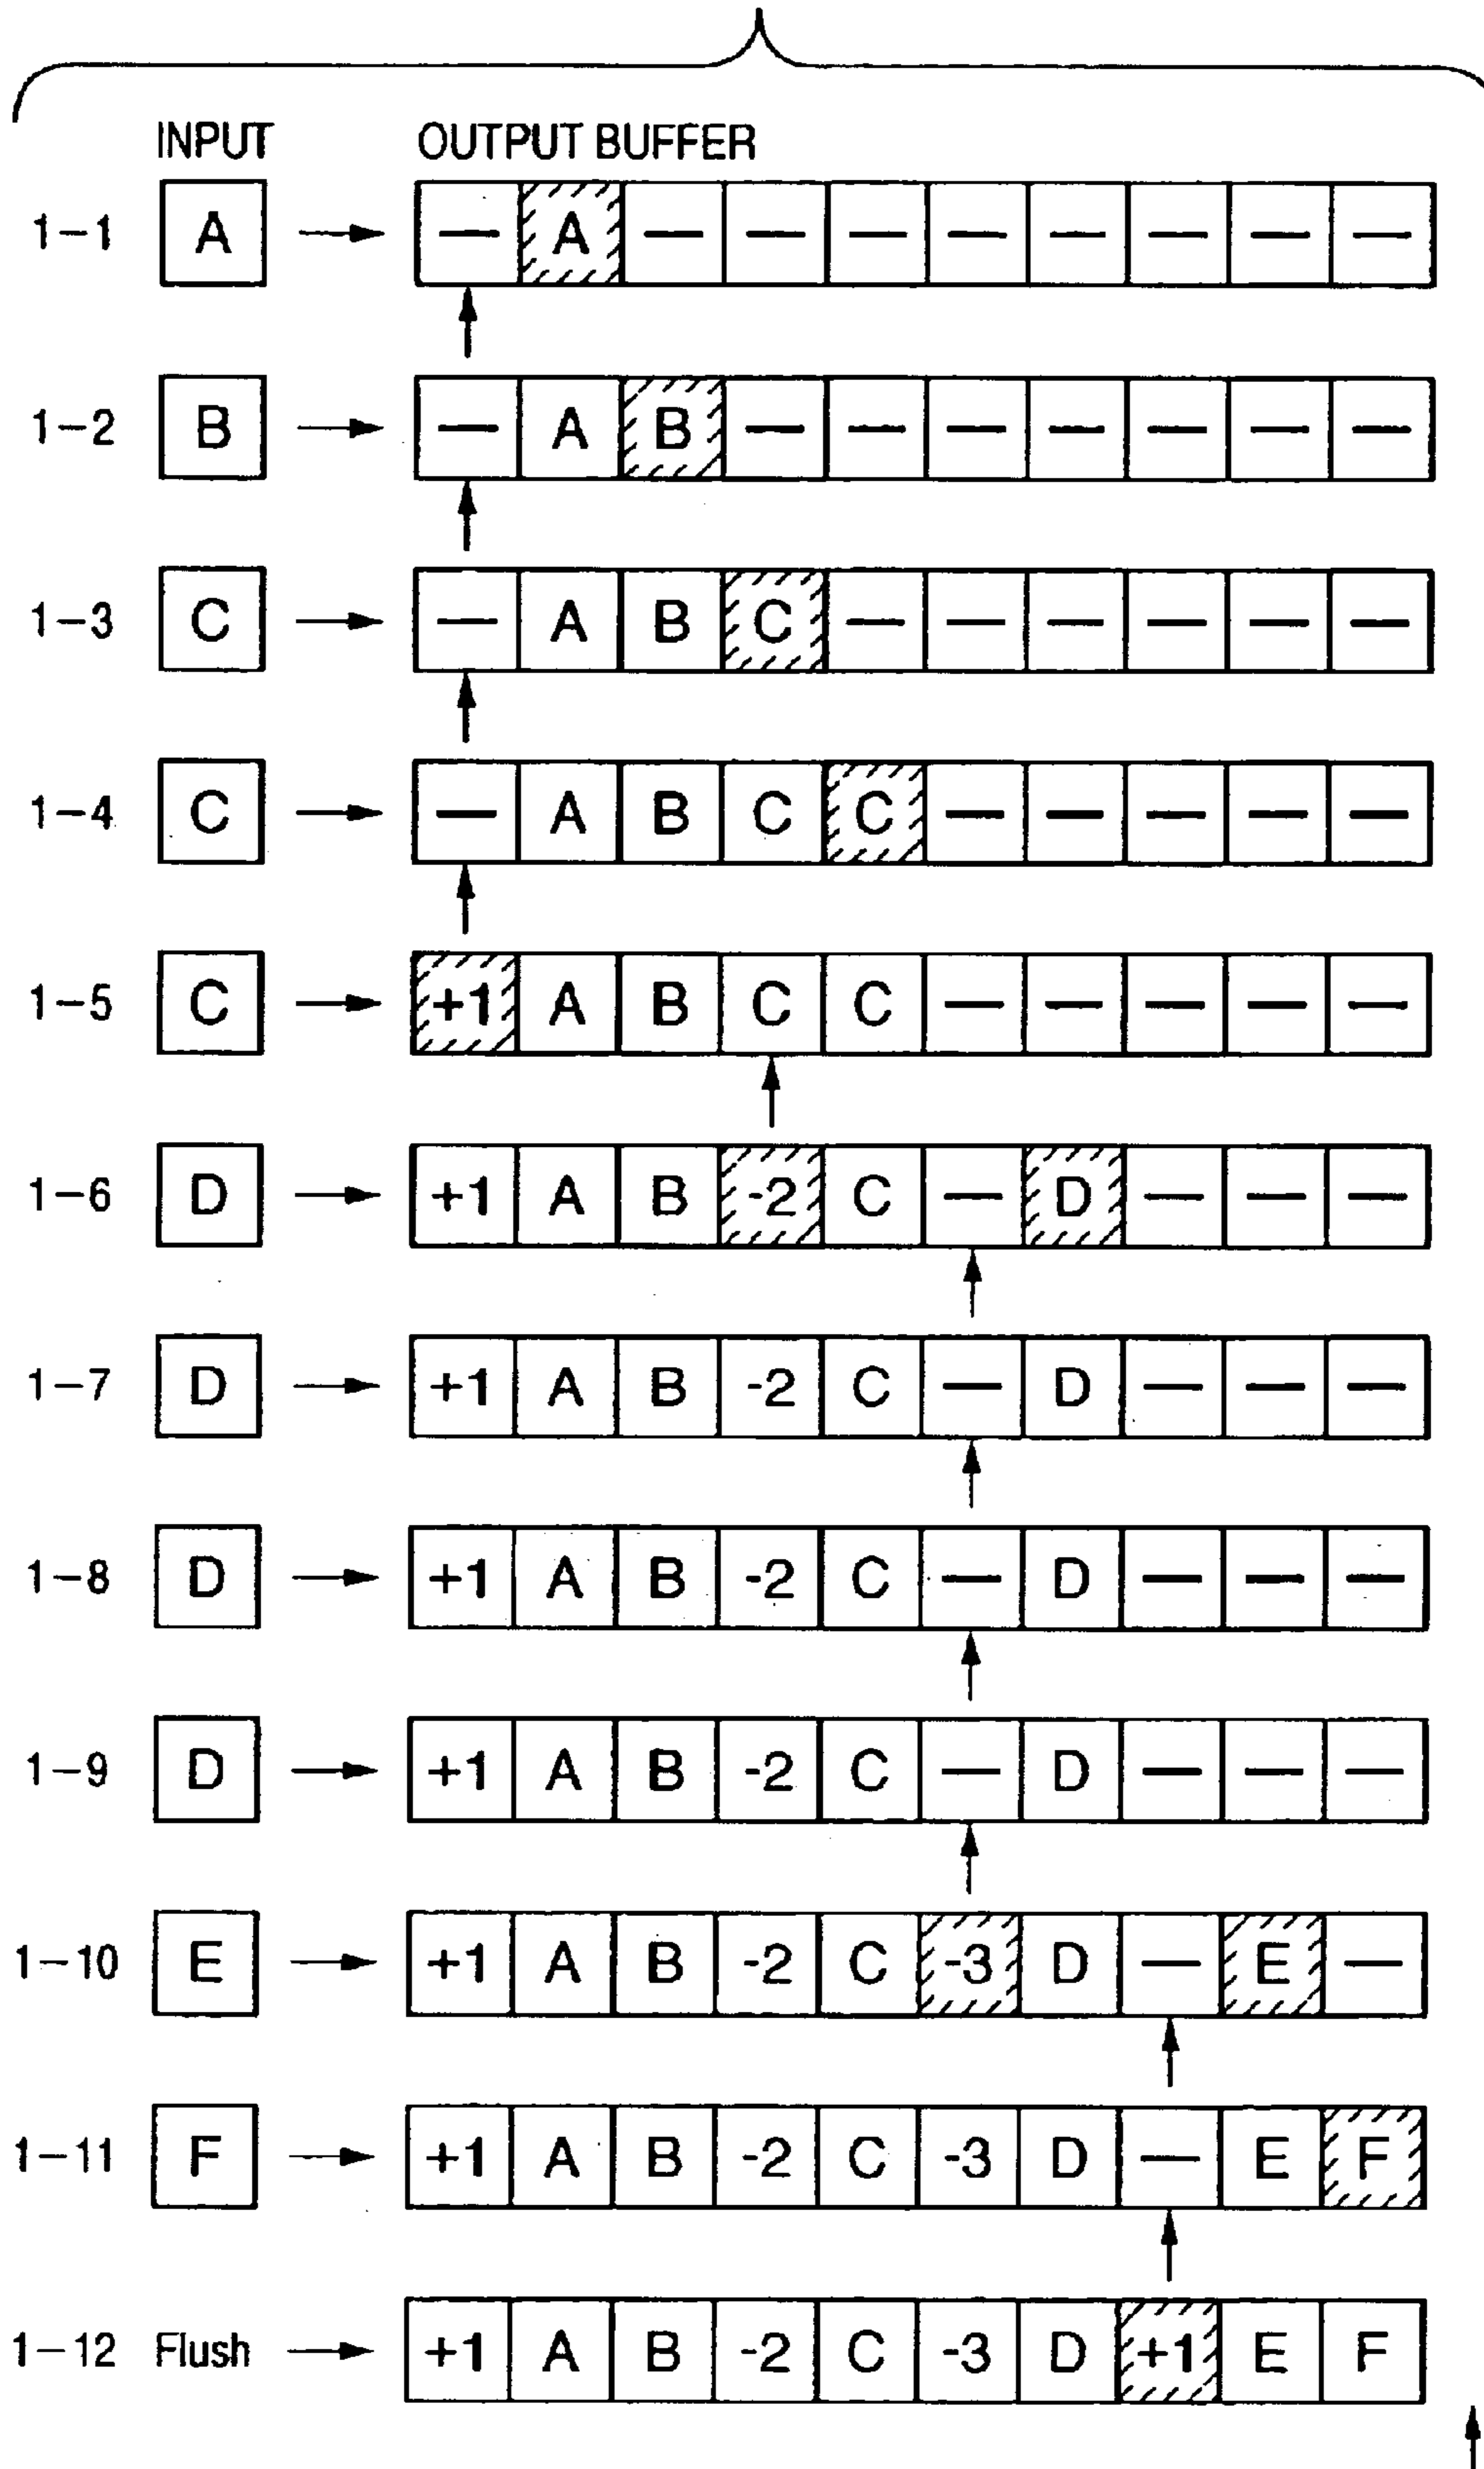 INPUT OUTPUT BUFFER
1-1 A — A — — — — — — — —
1-2 B — A B — — — — — — —
1-3 C — A B C — — — — — —
1-4 C — A B C C — — — — —
1-5 C +1 A B C C — — — — —
1-6 D +1 A B -2 C — D — — —
1-7 D +1 A B -2 C — D — — —
1-8 D +1 A B -2 C — D — — —
1-9 D +1 A B -2 C — D — — —
1-10 E +1 A B -2 C -3 D — E —
1-11 F +1 A B -2 C -3 D — E F
1-12 Flush +1 A B -2 C -3 D +1 E F